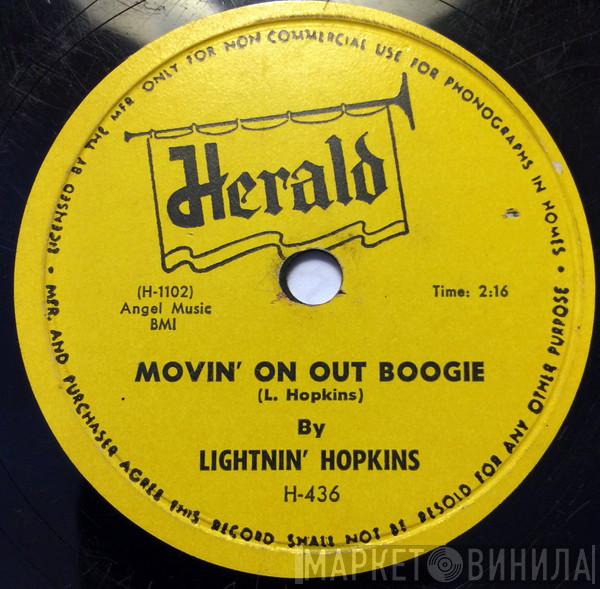 LICENSED BY THE MFR. ONLY FOR NON COMMERCIAL USE FOR PHONOGRAPHS IN HOMES •
MFR. AND PURCHASER AGREE THIS RECORD SHALL NOT BE RESOLD FOR ANY OTHER PURPOSE •
Herald
(H-1102)
Angel Music
BMI
Time: 2:16
MOVIN' ON OUT BOOGIE
(L. Hopkins)
By
LIGHTNIN' HOPKINS
H-436
МАРКЕТ ВИНИЛА